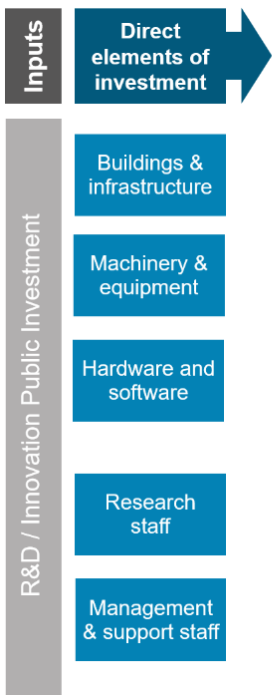 Inputs
Direct
elements of
investment
R&D / Innovation Public Investment
Buildings &
infrastructure
Machinery &
equipment
Hardware and
software
Research
staff
Management
& support staff